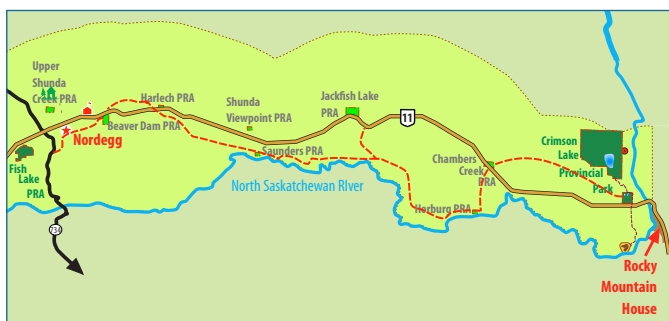 Upper
Shunda
Creek PRA
Harlech PRA
Beaver Dam PRA
Nordegg
Fish
Lake
PRA
734
Shunda
Viewpoint PRA
Jackfish Lake
PRA
11
Saunders PRA
North Saskatchewan RIver
Chambers
Creek
PRA
Horburg PRA
Crimson
Lake
Provincial
Park
Rocky
Mountain
House